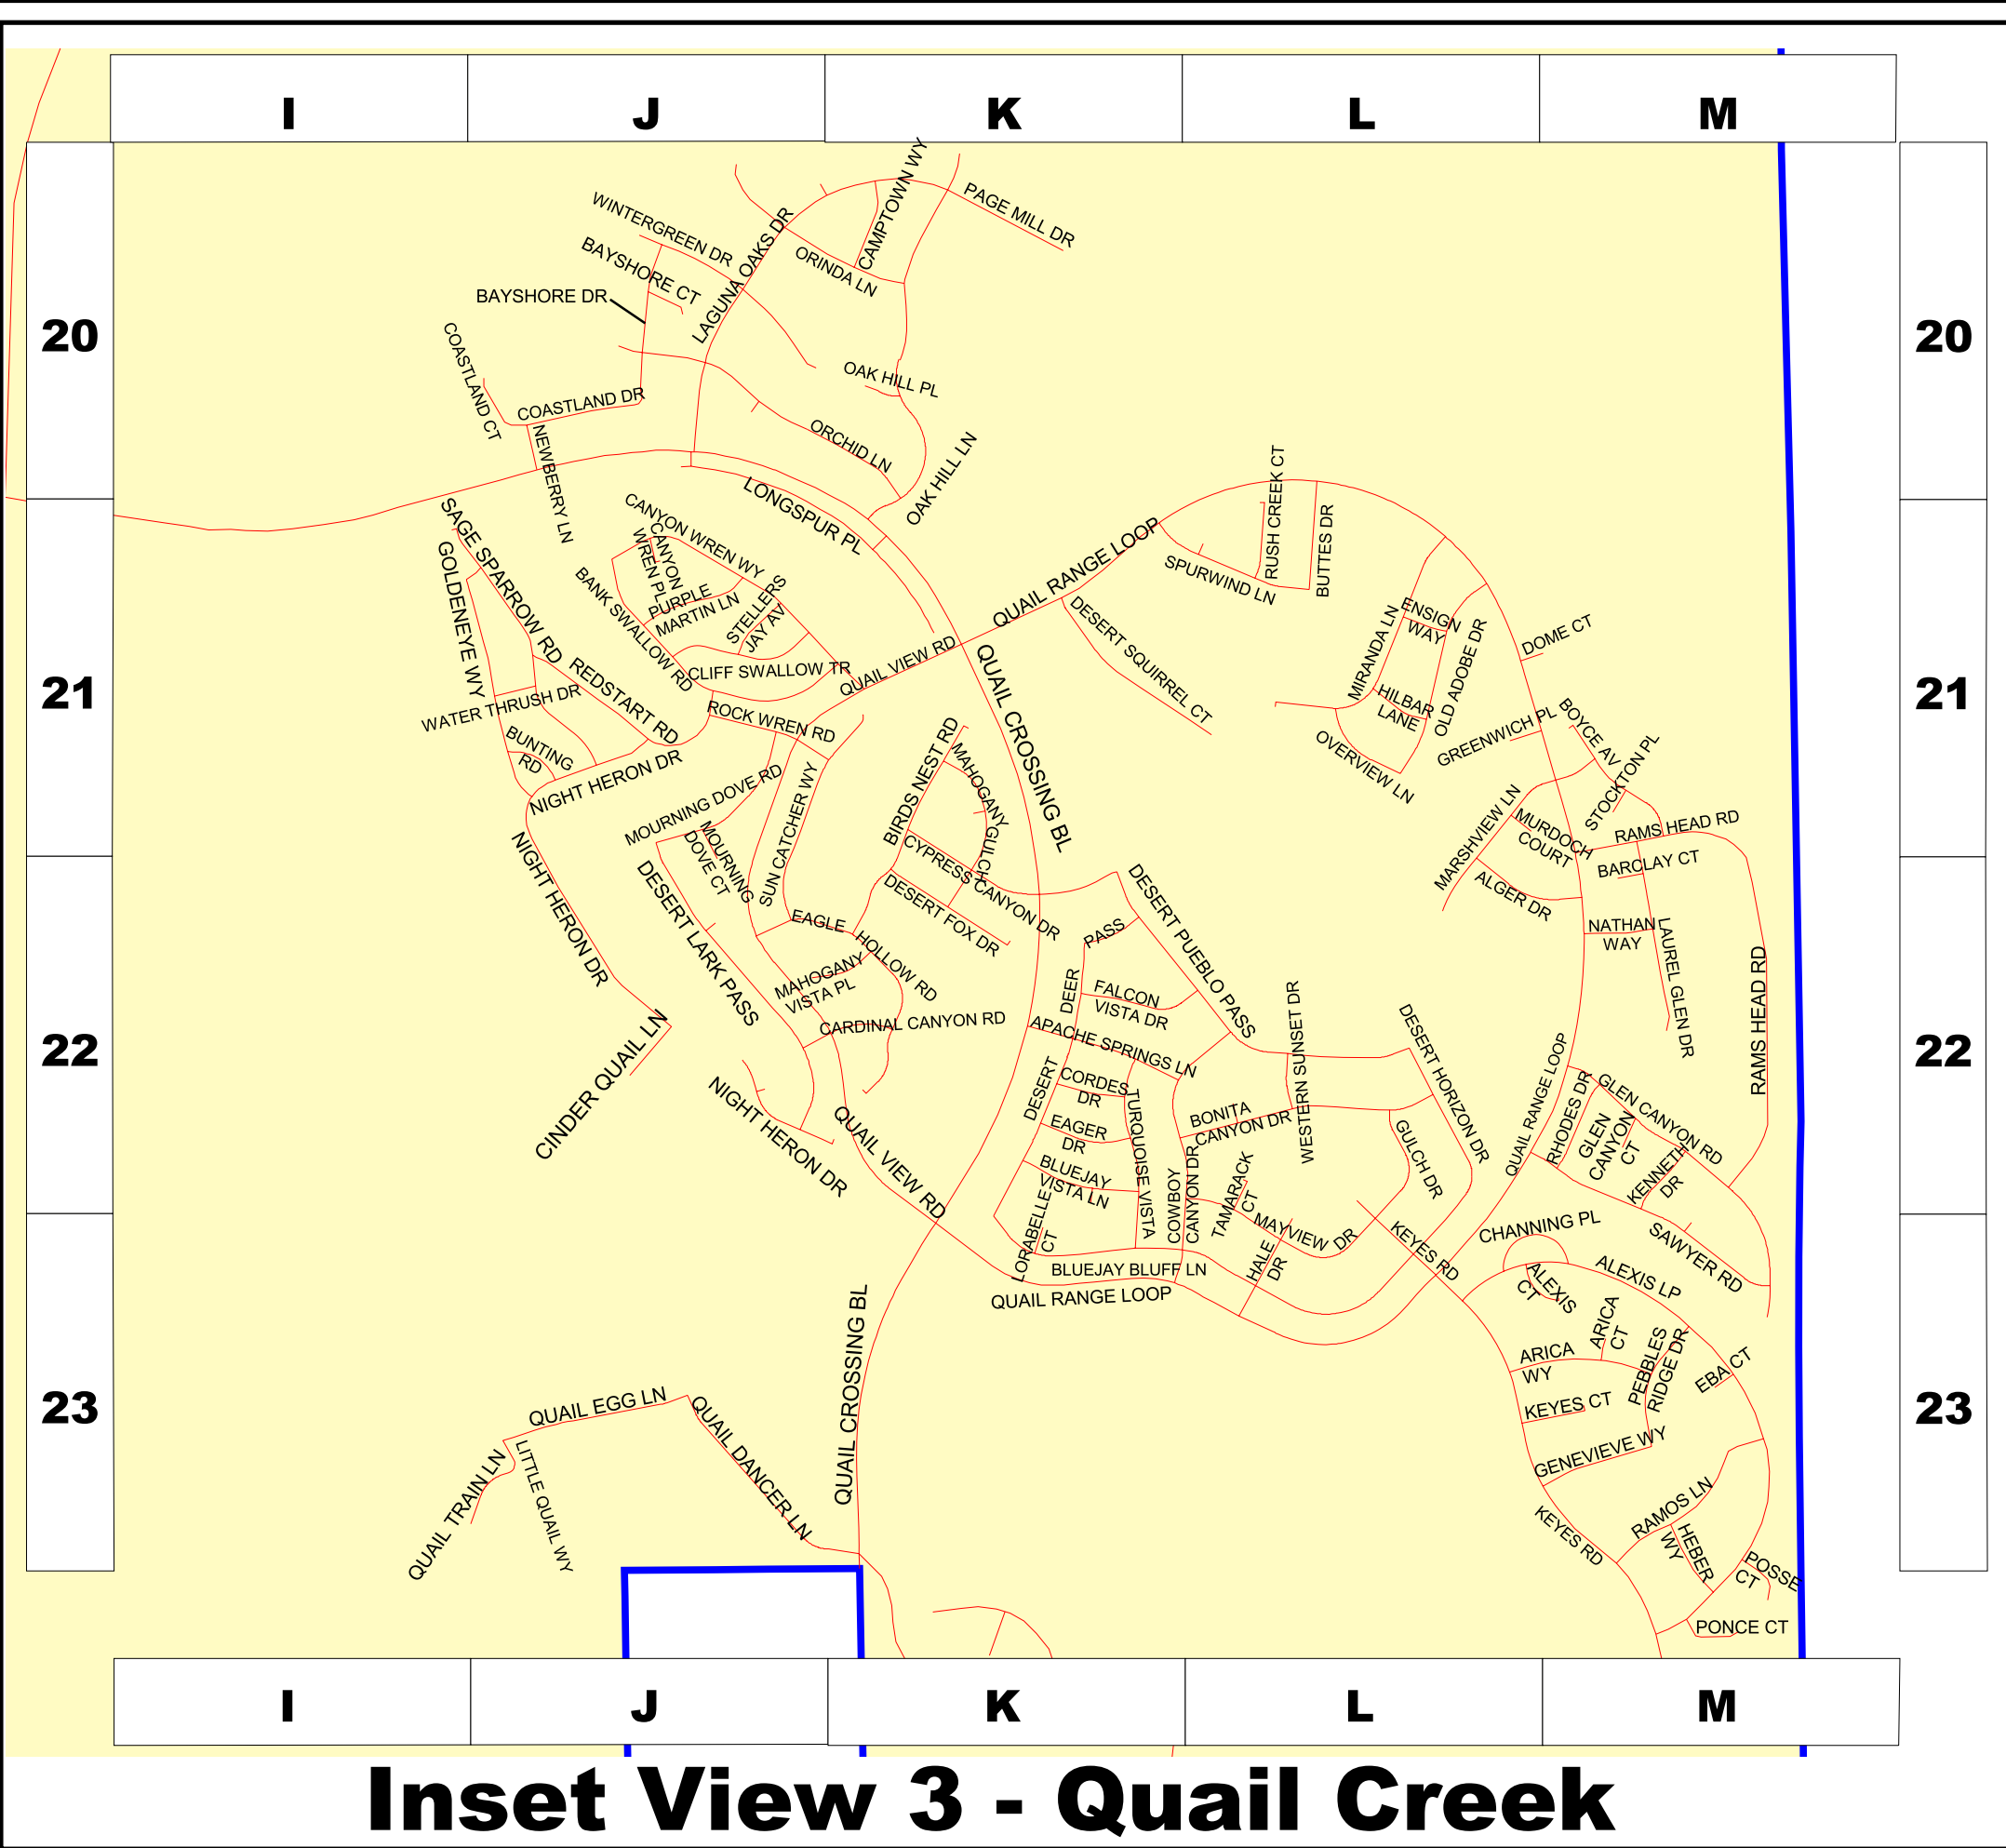 I J K L M
20
20
21
21
22
22
23
23
WINTERGREEN DR
BAYSHORE CT
BAYSHORE DR
LAGUNA OAKS DR
CAMPTOWN WY
PAGE MILL DR
ORINDA LN
COASTLAND CT
COASTLAND DR
NEWBERRY LN
OAK HILL PL
ORCHID LN
OAK HILL LN
LONGSPUR PL
SAGE SPARROW RD
GOLDENEYE WY
CANYON WREN WY
CANYON
WREN PL
BANK SWALLOW RD
PURPLE
MARTIN LN
STELLERS
JAY AV
CLIFF SWALLOW TR
QUAIL VIEW RD
REDSTART RD
WATER THRUSH DR
BUNTING
RD
NIGHT HERON DR
ROCK WREN RD
QUAIL RANGE LOOP
SPURWIND LN
RUSH CREEK CT
BUTTES DR
DESERT SQUIRREL CT
QUAIL CROSSING BL
MIRANDA LN
ENSIGN
WAY
OLD ADOBE DR
HILBAR
LANE
OVERVIEW LN
DOME CT
GREENWICH PL
BOYCE AV
STOCKTON PL
MARSHVIEW LN
MURDOCH
COURT
RAMS HEAD RD
BARCLAY CT
ALGER DR
NATHAN
WAY
LAUREL GLEN DR
RAMS HEAD RD
MOURNING DOVE RD
MOURNING
DOVE CT
SUN CATCHER WY
BIRDS NEST RD
MAHOGANY
GULCH
CYPRESS CANYON DR
DESERT FOX DR
NIGHT HERON DR
DESERT LARK PASS
EAGLE
HOLLOW RD
MAHOGANY
VISTA PL
CARDINAL CANYON RD
CINDER QUAIL LN
NIGHT HERON DR
QUAIL VIEW RD
DESERT PUEBLO PASS
PASS
DEER
DESERT
FALCON
VISTA DR
APACHE SPRINGS LN
CORDES
DR
EAGER
DR
BLUEJAY
VISTA LN
TURQUOISE VISTA
LORABELLE
CT
COWBOY
CANYON DR
BONITA
CANYON DR
WESTERN SUNSET DR
DESERT HORIZON DR
GULCH DR
TAMARACK
CT
MAYVIEW DR
HALE
DR
KEYES RD
BLUEJAY BLUFF LN
QUAIL RANGE LOOP
QUAIL RANGE LOOP
RHODES DR
GLEN CANYON RD
GLEN
CANYON
CT
KENNETH
DR
SAWYER RD
CHANNING PL
ALEXIS LP
ALEXIS
CT
ARICA
CT
ARICA
WY
PEBBLES
RIDGE DR
EBA CT
KEYES CT
GENEVIEVE WY
RAMOS LN
KEYES RD
HEBER
WY
POSSE
CT
PONCE CT
QUAIL CROSSING BL
QUAIL EGG LN
QUAIL TRAIN LN
LITTLE QUAIL WY
QUAIL DANCER LN
I J K L M
Inset View 3 - Quail Creek